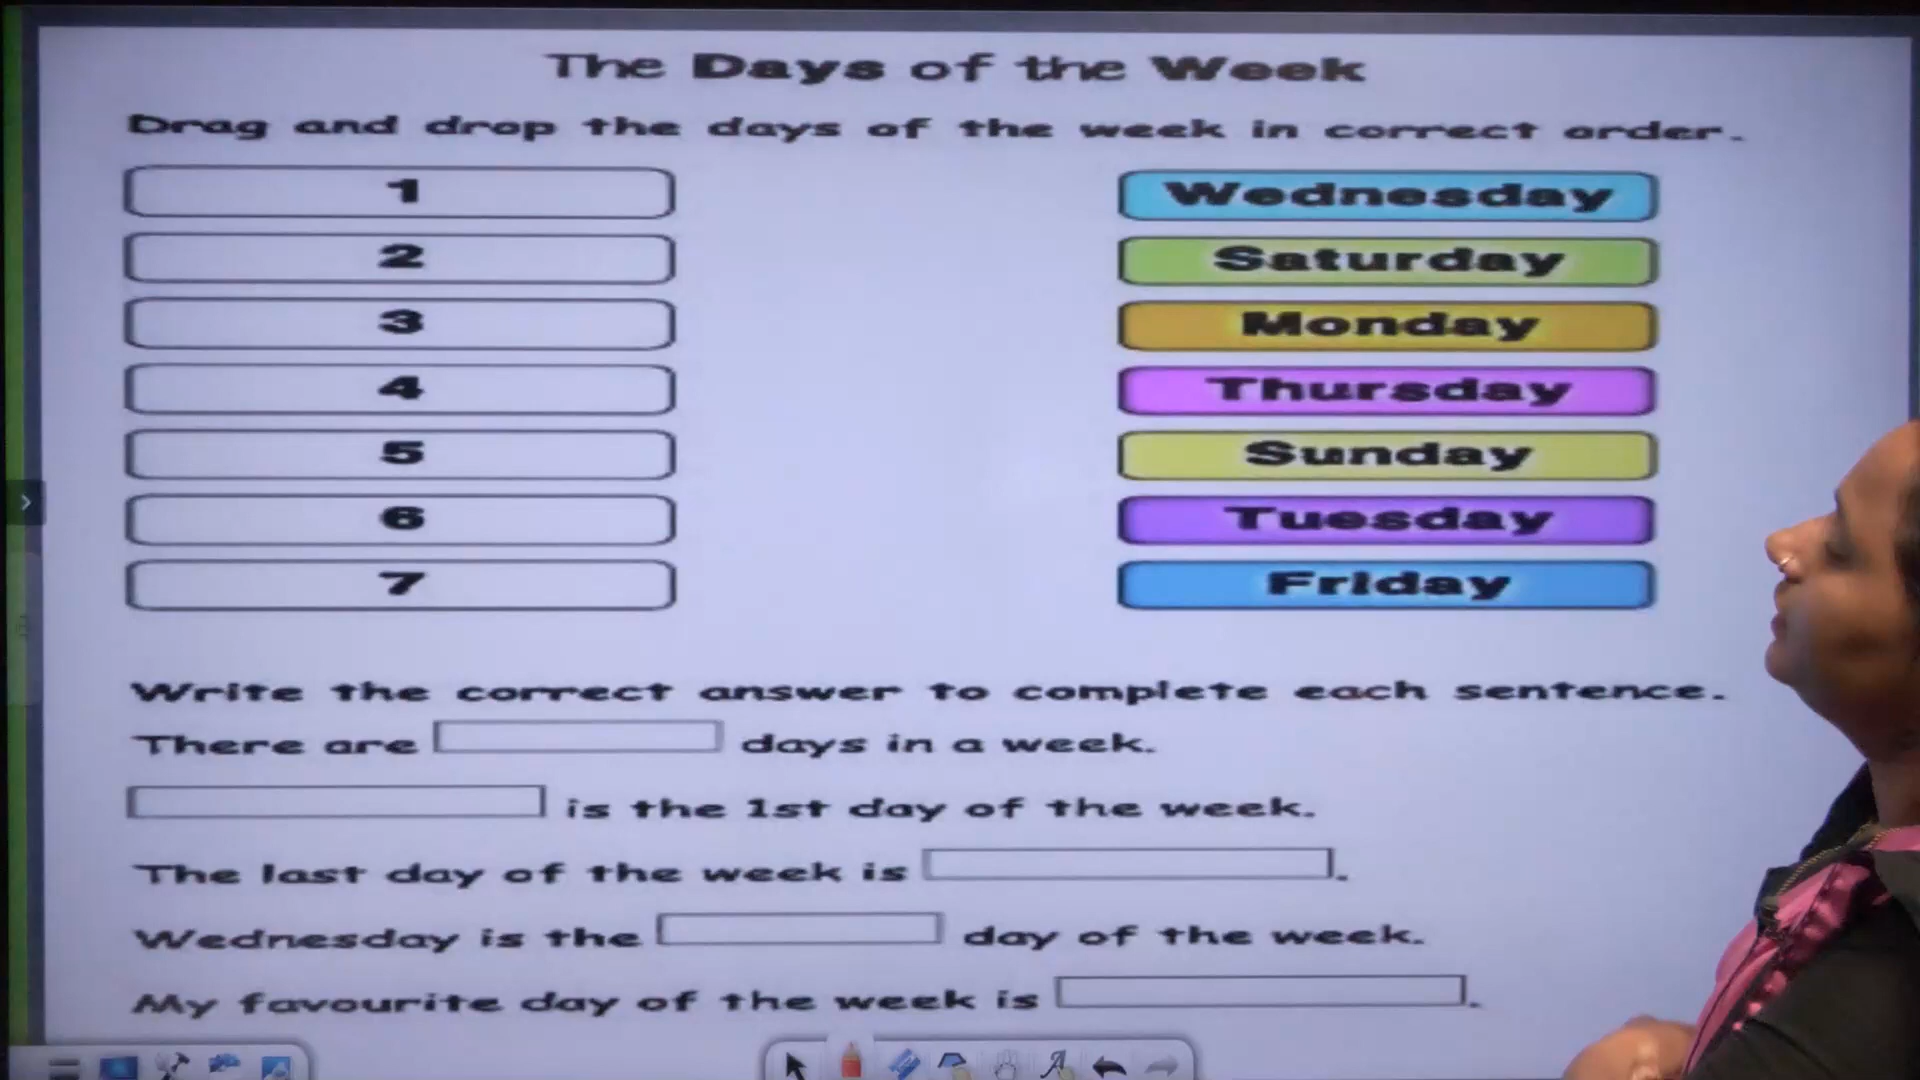 The Days of the Week
Drag and drop the days of the week in correct order.
1 Wednesday
2 Saturday
3 Monday
4 Thursday
5 Sunday
6 Tuesday
7 Friday
Write the correct answer to complete each sentence.
There are days in a week.
is the 1st day of the week.
The last day of the week is .
Wednesday is the day of the week.
My favourite day of the week is .